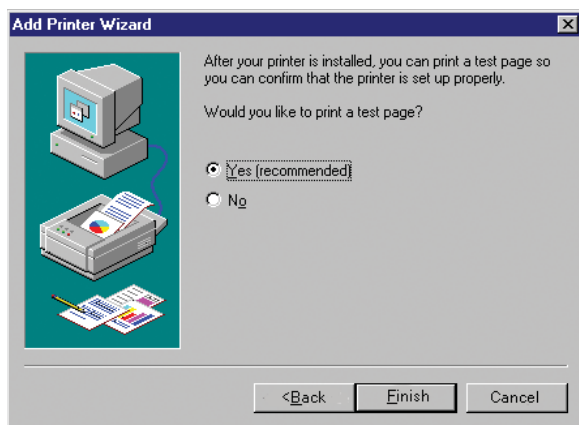 Add Printer Wizard
After your printer is installed, you can print a test page so
you can confirm that the printer is set up properly.
Would you like to print a test page?
Yes (recommended)
No
<Back
Finish
Cancel